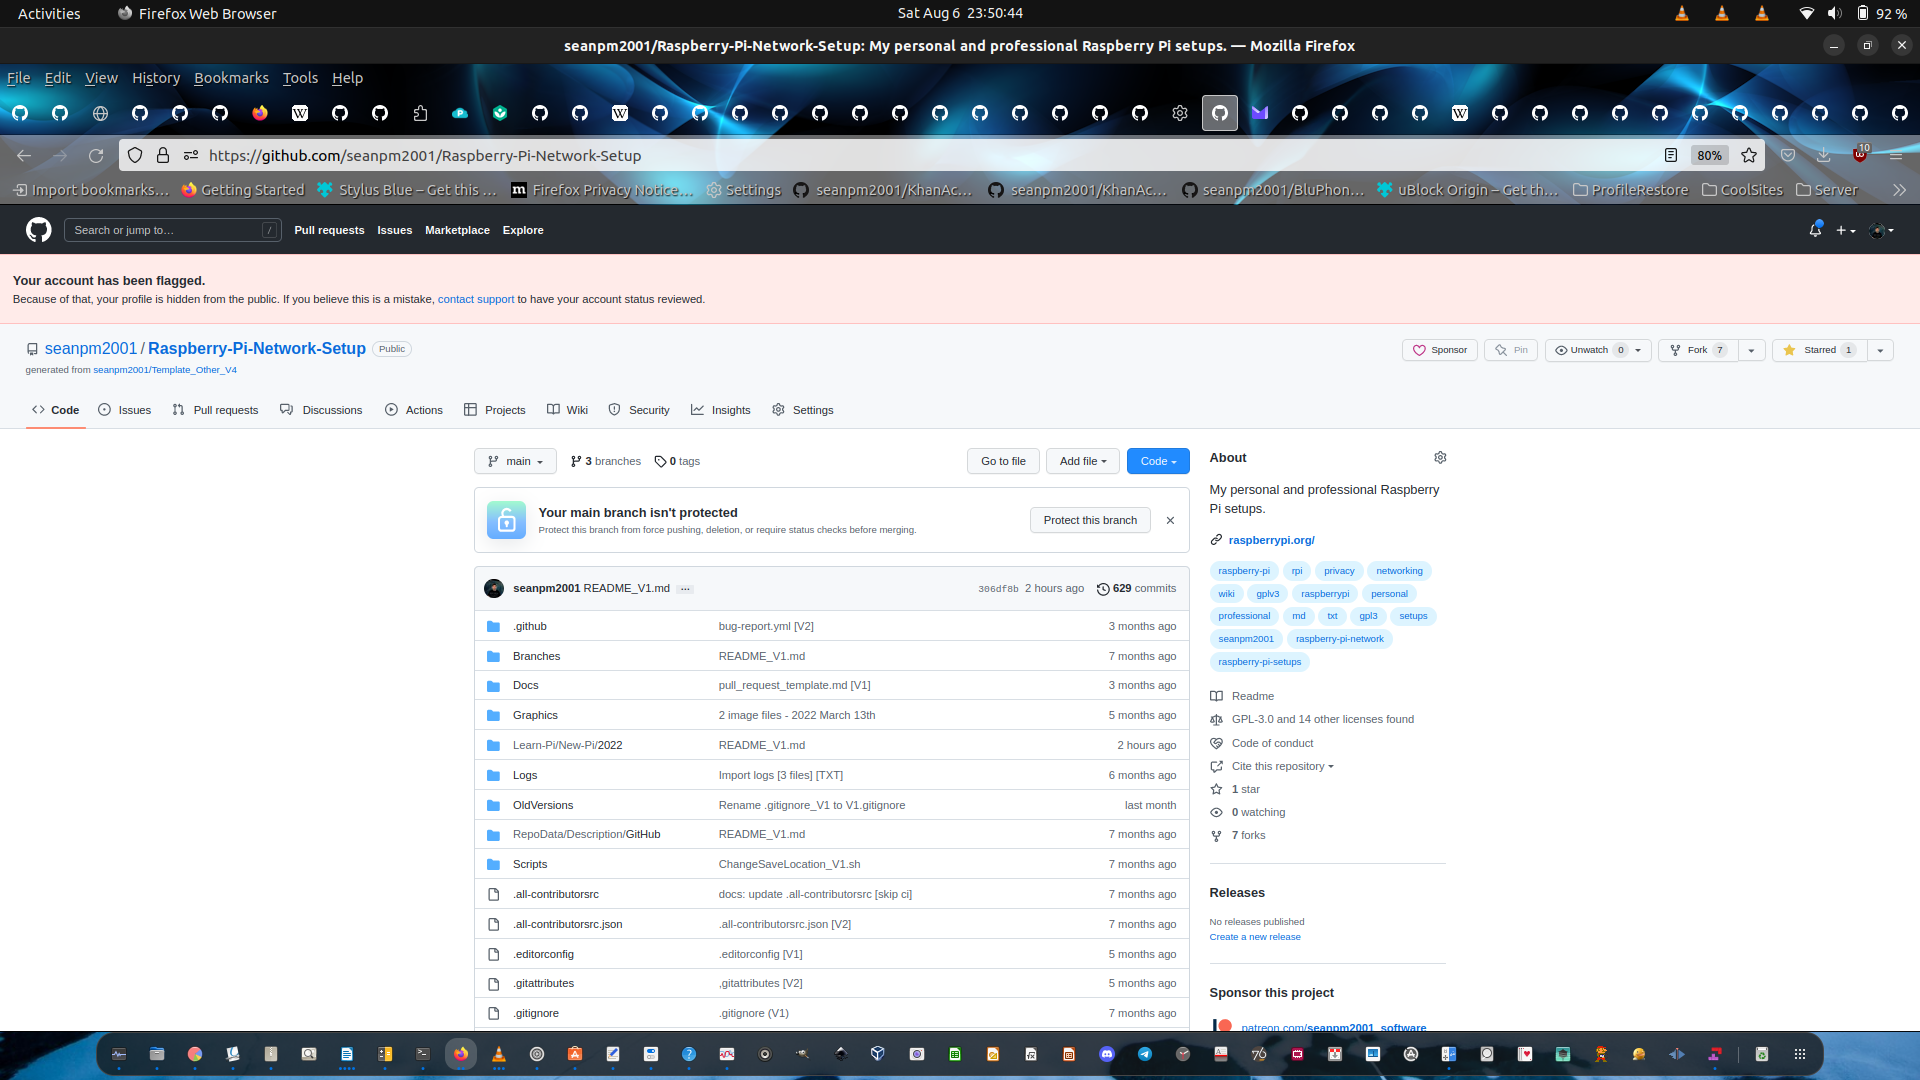 Activities
Firefox Web Browser
Sat Aug 6 23:50:44
92 %
seanpm2001/Raspberry-Pi-Network-Setup: My personal and professional Raspberry Pi setups. — Mozilla Firefox
File Edit View History Bookmarks Tools Help
https://github.com/seanpm2001/Raspberry-Pi-Network-Setup
80%
10
Import bookmarks…
Getting Started
Stylus Blue – Get this …
Firefox Privacy Notice…
Settings
seanpm2001/KhanAc…
seanpm2001/KhanAc…
seanpm2001/BluPhon…
uBlock Origin – Get th…
ProfileRestore
CoolSites
Server
Search or jump to…
/
Pull requests
Issues
Marketplace
Explore
Your account has been flagged.
Because of that, your profile is hidden from the public. If you believe this is a mistake, contact support to have your account status reviewed.
seanpm2001 / Raspberry-Pi-Network-Setup
Public
generated from seanpm2001/Template_Other_V4
Sponsor
Pin
Unwatch 0
Fork 7
Starred 1
Code
Issues
Pull requests
Discussions
Actions
Projects
Wiki
Security
Insights
Settings
main
3 branches
0 tags
Go to file
Add file
Code
Your main branch isn't protected
Protect this branch from force pushing, deletion, or require status checks before merging.
Protect this branch
seanpm2001 README_V1.md …
306df8b 2 hours ago
629 commits
.github bug-report.yml [V2] 3 months ago
Branches README_V1.md 7 months ago
Docs pull_request_template.md [V1] 3 months ago
Graphics 2 image files - 2022 March 13th 5 months ago
Learn-Pi/New-Pi/2022 README_V1.md 2 hours ago
Logs Import logs [3 files] [TXT] 6 months ago
OldVersions Rename .gitignore_V1 to V1.gitignore last month
RepoData/Description/GitHub README_V1.md 7 months ago
Scripts ChangeSaveLocation_V1.sh 7 months ago
.all-contributorsrc docs: update .all-contributorsrc [skip ci] 7 months ago
.all-contributorsrc.json .all-contributorsrc.json [V2] 7 months ago
.editorconfig .editorconfig [V1] 5 months ago
.gitattributes ,gitattributes [V2] 5 months ago
.gitignore .gitignore (V1) 7 months ago
About
My personal and professional Raspberry
Pi setups.
raspberrypi.org/
raspberry-pi rpi privacy networking
wiki gplv3 raspberrypi personal
professional md txt gpl3 setups
seanpm2001 raspberry-pi-network
raspberry-pi-setups
Readme
GPL-3.0 and 14 other licenses found
Code of conduct
Cite this repository
1 star
0 watching
7 forks
Releases
No releases published
Create a new release
Sponsor this project
patreon.com/seanpm2001_software